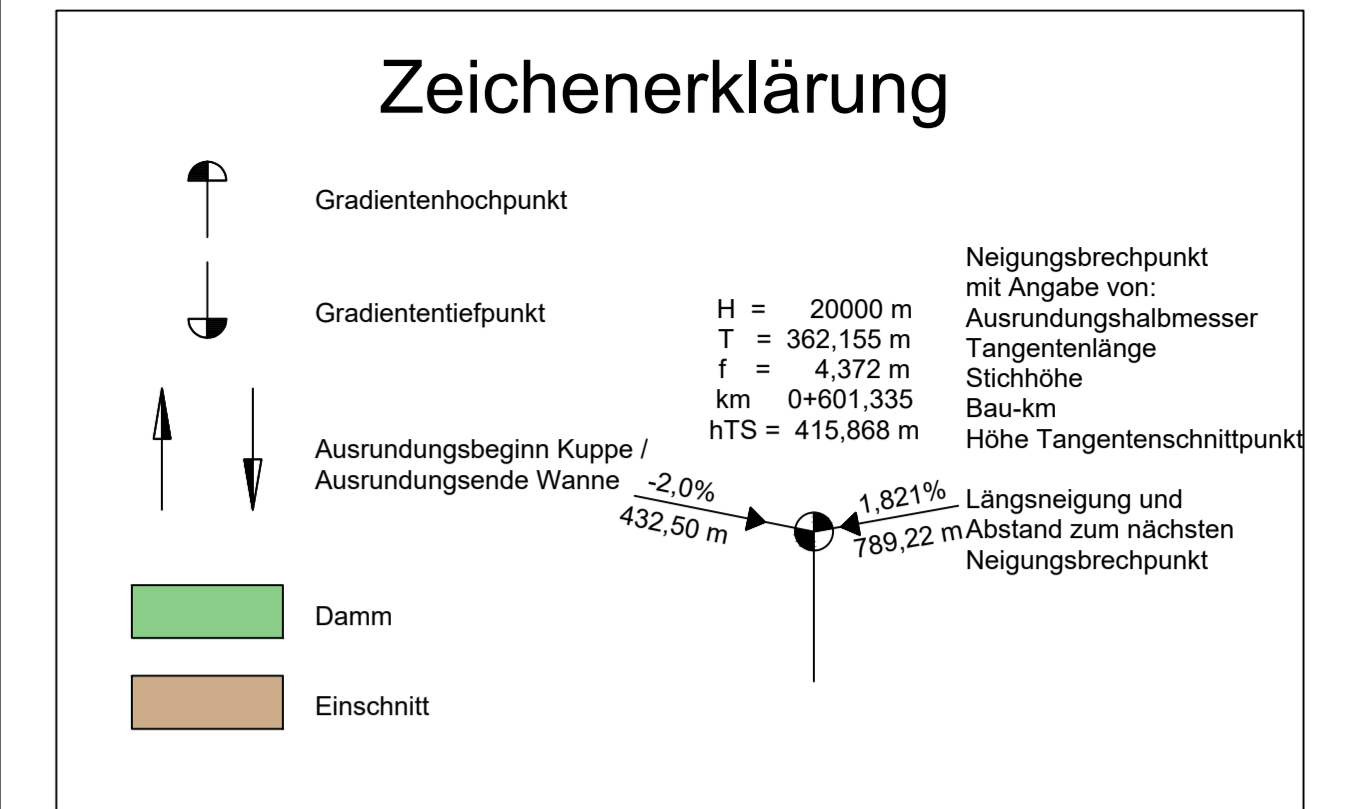 Zeichenerklärung
Gradientenhochpunkt
Gradiententiefpunkt
Ausrundungsbeginn Kuppe /
Ausrundungsende Wanne
Damm
Einschnitt
H = 20000 m
T = 362,155 m
f = 4,372 m
km 0+601,335
hTS = 415,868 m
-2,0%
432,50 m
1,821%
789,22 m
Neigungsbrechpunkt
mit Angabe von:
Ausrundungshalbmesser
Tangentenlänge
Stichhöhe
Bau-km
Höhe Tangentenschnittpunkt
Längsneigung und
Abstand zum nächsten
Neigungsbrechpunkt